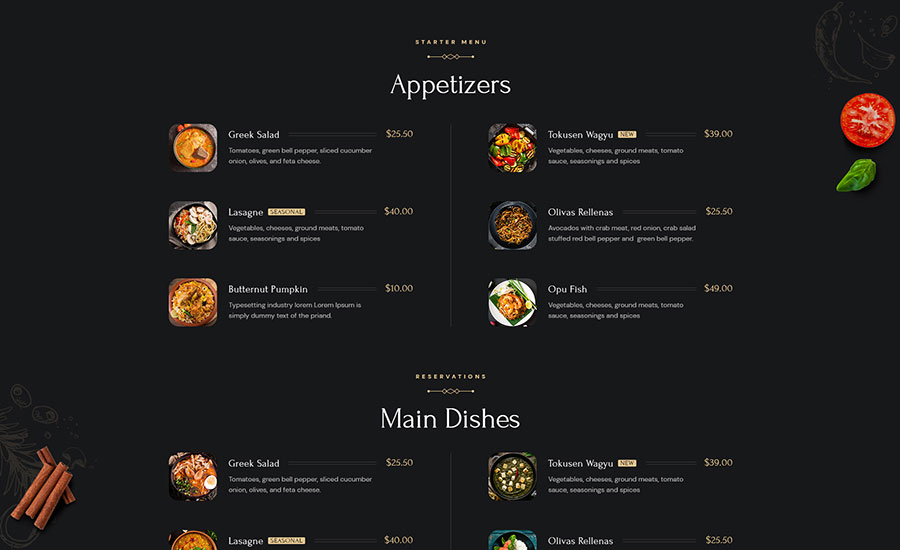 STARTER MENU
Appetizers
Greek Salad $25.50
Tomatoes, green bell pepper, sliced cucumber
onion, olives, and feta cheese.
Lasagne SEASONAL $40.00
Vegetables, cheeses, ground meats, tomato
sauce, seasonings and spices
Butternut Pumpkin $10.00
Typesetting industry lorem Lorem Ipsum is
simply dummy text of the priand.
Tokusen Wagyu NEW $39.00
Vegetables, cheeses, ground meats, tomato
sauce, seasonings and spices
Olivas Rellenas $25.50
Avocados with crab meat, red onion, crab salad
stuffed red bell pepper and green bell pepper.
Opu Fish $49.00
Vegetables, cheeses, ground meats, tomato
sauce, seasonings and spices
RESERVATIONS
Main Dishes
Greek Salad $25.50
Tomatoes, green bell pepper, sliced cucumber
onion, olives, and feta cheese.
Lasagne SEASONAL $40.00
Tokusen Wagyu NEW $39.00
Vegetables, cheeses, ground meats, tomato
sauce, seasonings and spices
Olivas Rellenas $25.50